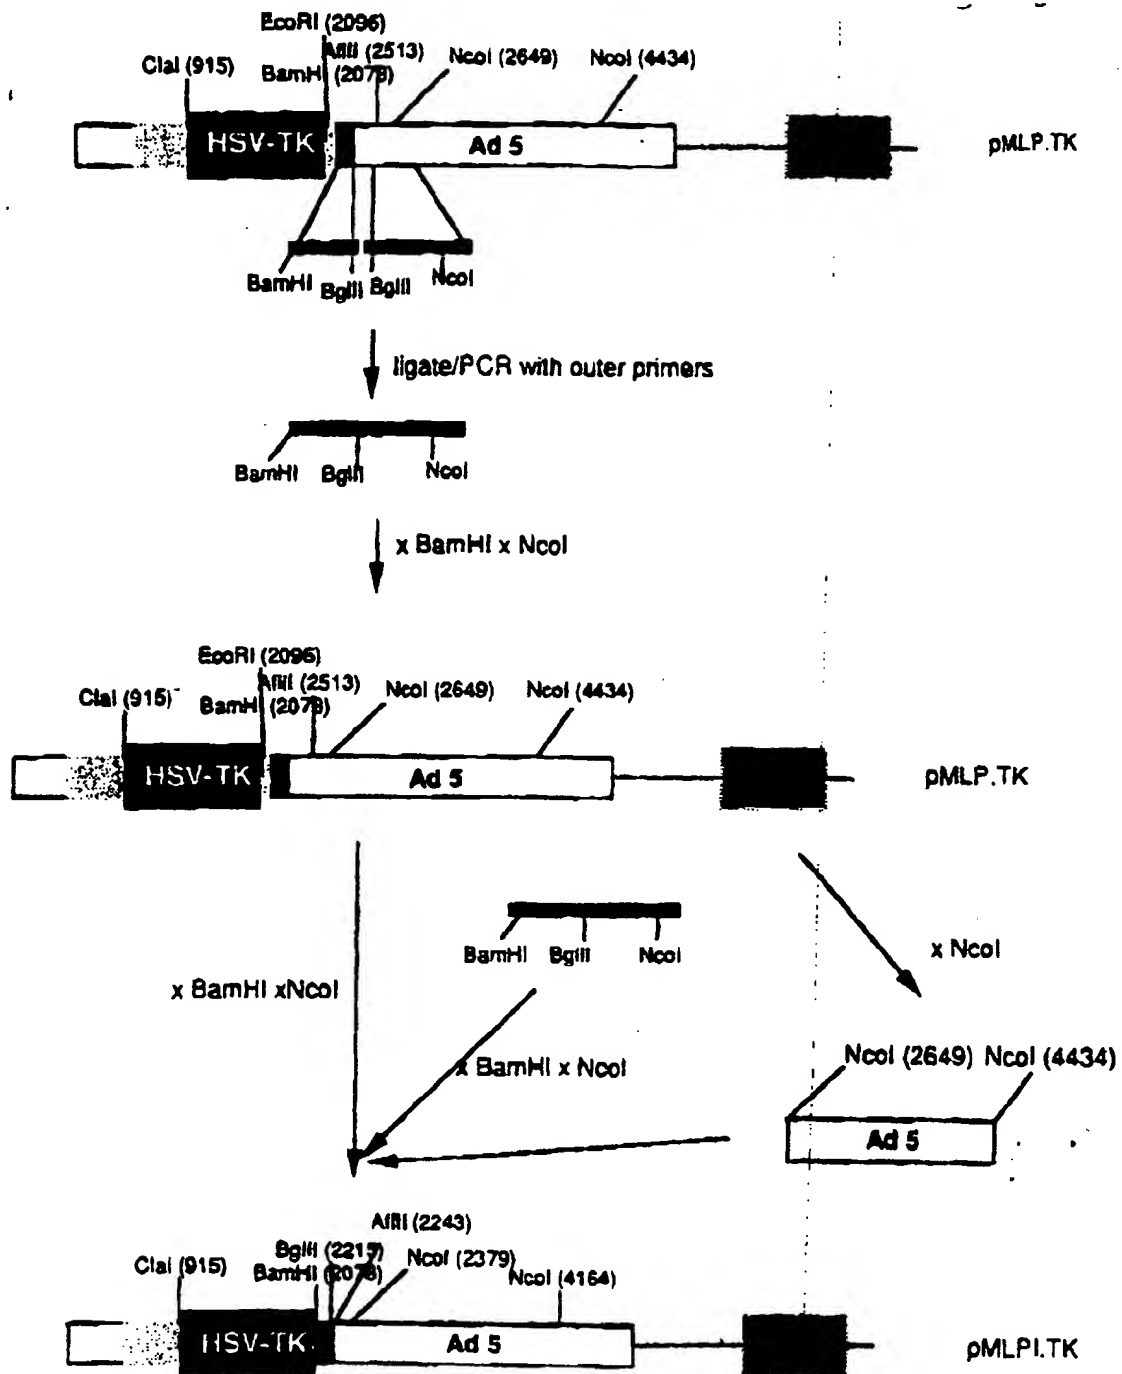 EcoRI (2096)
AflII (2513)
ClaI (915)
BamHI (2078)
NcoI (2649)
NcoI (4434)
HSV-TK
Ad 5
pMLP.TK
BamHI
BglII
BglII
NcoI
ligate/PCR with outer primers
BamHI
BglII
NcoI
x BamHI x NcoI
EcoRI (2096)
AflII (2513)
ClaI (915)
BamHI (2078)
NcoI (2649)
NcoI (4434)
HSV-TK
Ad 5
pMLP.TK
BamHI
BglII
NcoI
x NcoI
x BamHI xNcoI
x BamHI x NcoI
NcoI (2649)
NcoI (4434)
Ad 5
AflII (2243)
BglII (2215)
ClaI (915)
BamHI (2078)
NcoI (2379)
NcoI (4164)
HSV-TK
Ad 5
pMLPI.TK